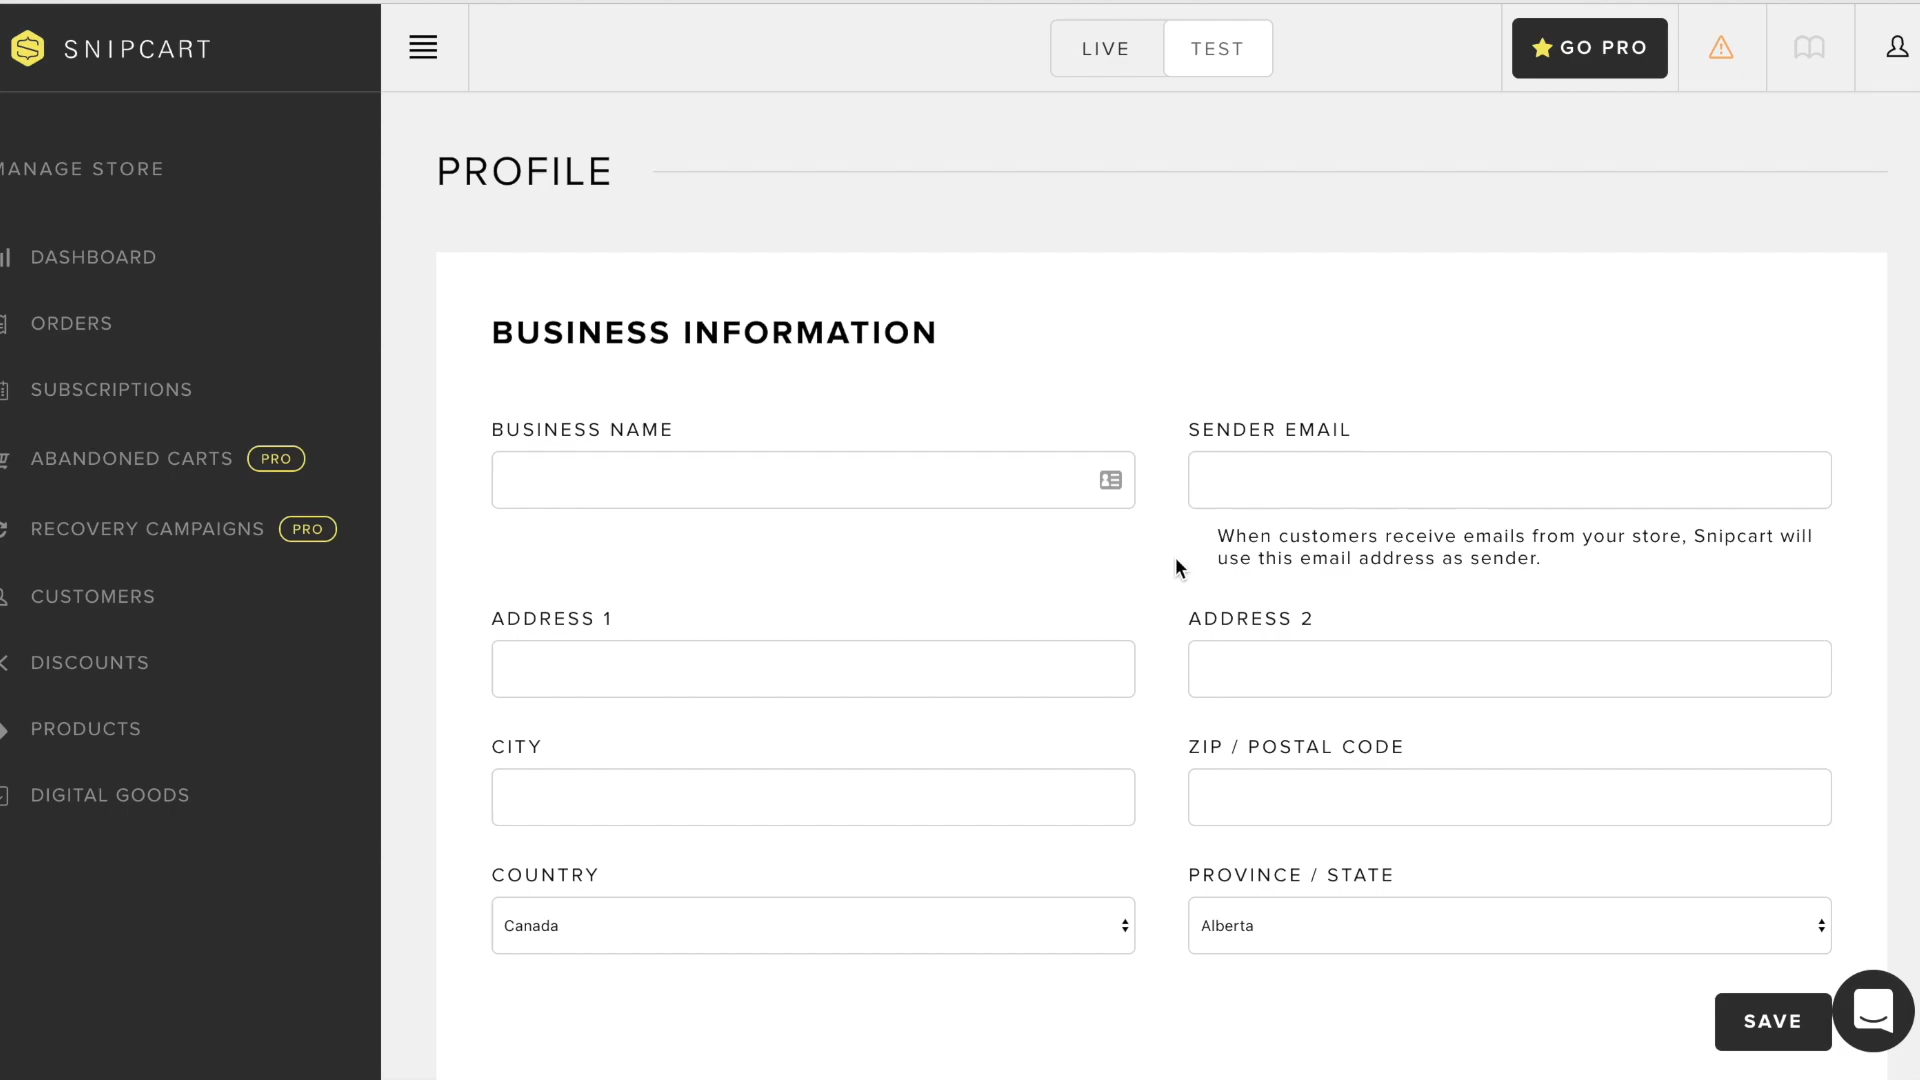 SNIPCART
LIVE
TEST
GO PRO
MANAGE STORE
DASHBOARD
ORDERS
SUBSCRIPTIONS
ABANDONED CARTS PRO
RECOVERY CAMPAIGNS PRO
CUSTOMERS
DISCOUNTS
PRODUCTS
DIGITAL GOODS
PROFILE
BUSINESS INFORMATION
BUSINESS NAME
SENDER EMAIL
When customers receive emails from your store, Snipcart will
use this email address as sender.
ADDRESS 1
ADDRESS 2
CITY
ZIP / POSTAL CODE
COUNTRY
Canada
PROVINCE / STATE
Alberta
SAVE